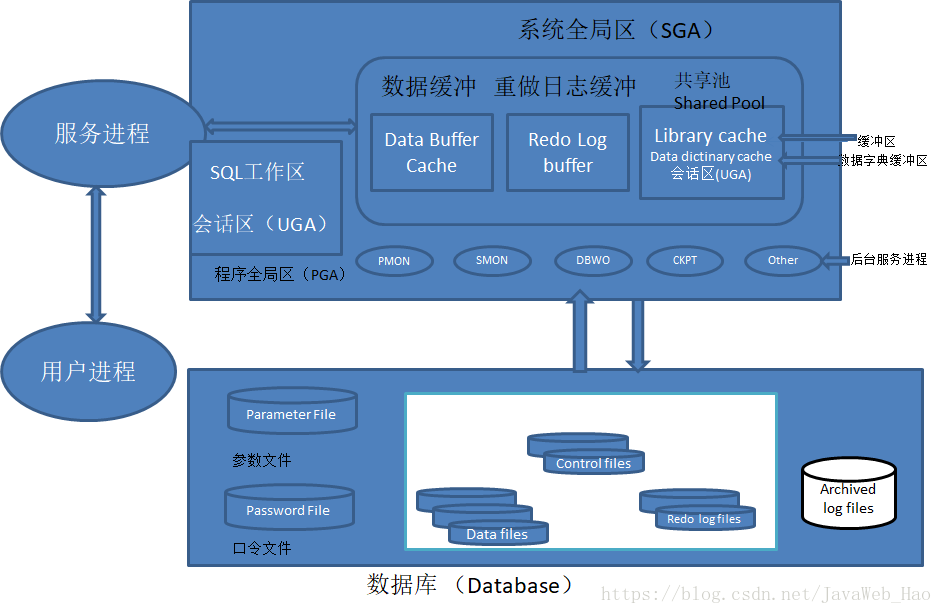 系统全局区（SGA）
数据缓冲
重做日志缓冲
共享池
Shared Pool
服务进程
Data Buffer
Cache
Redo Log
buffer
Library cache
Data dictinary cache
会话区(UGA)
缓冲区
数据字典缓冲区
SQL工作区
会话区（UGA）
程序全局区（PGA）
PMON
SMON
DBWO
CKPT
Other
后台服务进程
用户进程
Parameter File
参数文件
Password File
口令文件
Control files
Data files
Redo log files
Archived
log files
数据库 （Database）
https://blog.csdn.net/JavaWeb_Hao